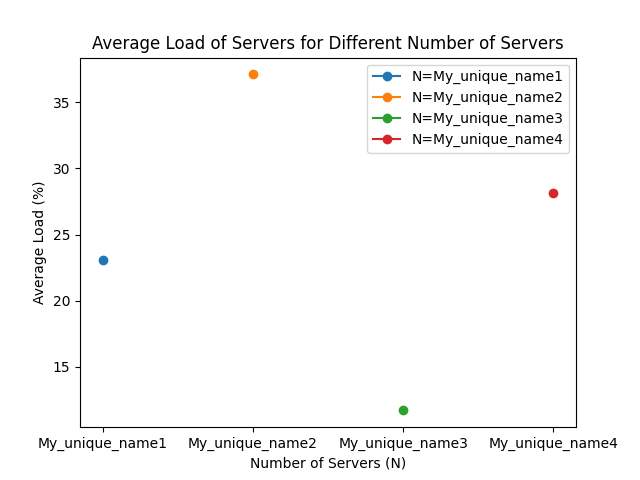 Average Load of Servers for Different Number of Servers
N=My_unique_name1
N=My_unique_name2
N=My_unique_name3
N=My_unique_name4
Average Load (%)
35
30
25
20
15
My_unique_name1 My_unique_name2 My_unique_name3 My_unique_name4
Number of Servers (N)